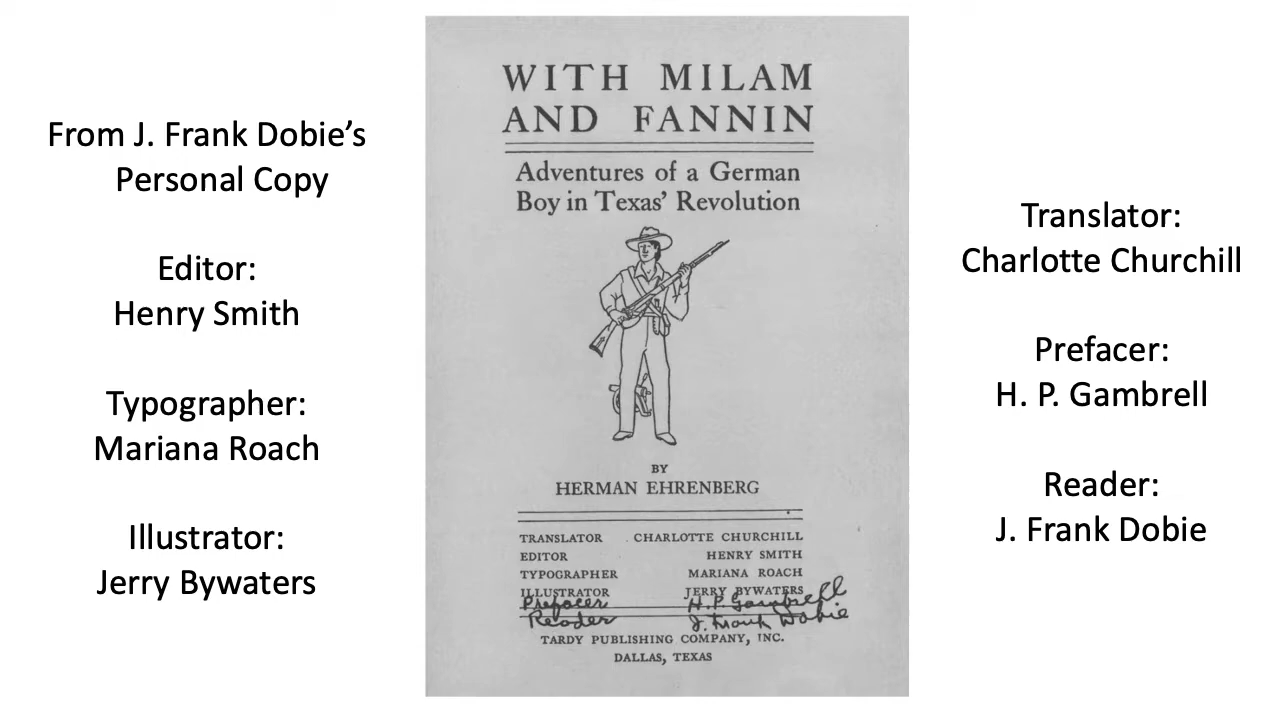 From J. Frank Dobie’s
Personal Copy
Editor:
Henry Smith
Typographer:
Mariana Roach
Illustrator:
Jerry Bywaters
WITH MILAM
AND FANNIN
Adventures of a German
Boy in Texas' Revolution
BY
HERMAN EHRENBERG
TRANSLATOR CHARLOTTE CHURCHILL
EDITOR HENRY SMITH
TYPOGRAPHER MARIANA ROACH
ILLUSTRATOR JERRY BYWATERS
Prefacer H. P. Gambrell
Reader J. Frank Dobie
TARDY PUBLISHING COMPANY, INC.
DALLAS, TEXAS
Translator:
Charlotte Churchill
Prefacer:
H. P. Gambrell
Reader:
J. Frank Dobie